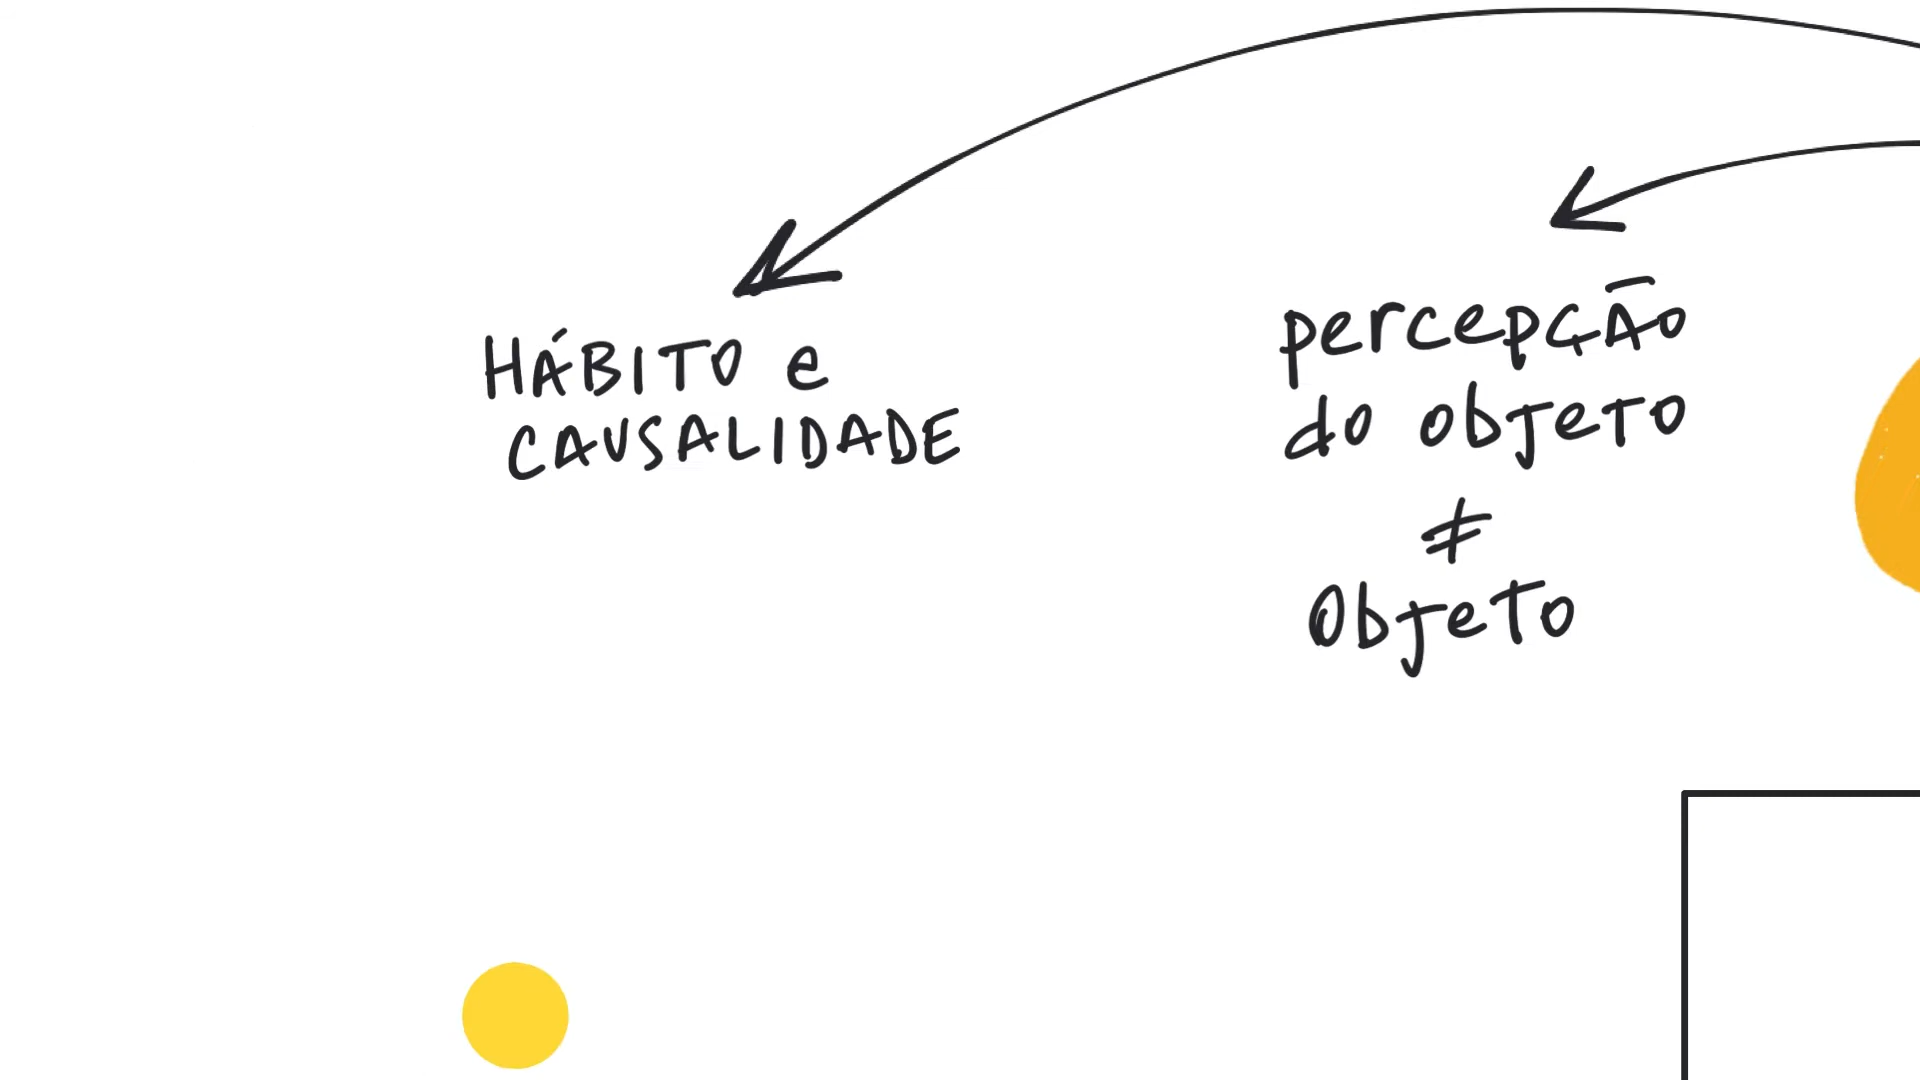 HÁBITO e
CAUSALIDADE
percepção
do objeto
≠
Objeto